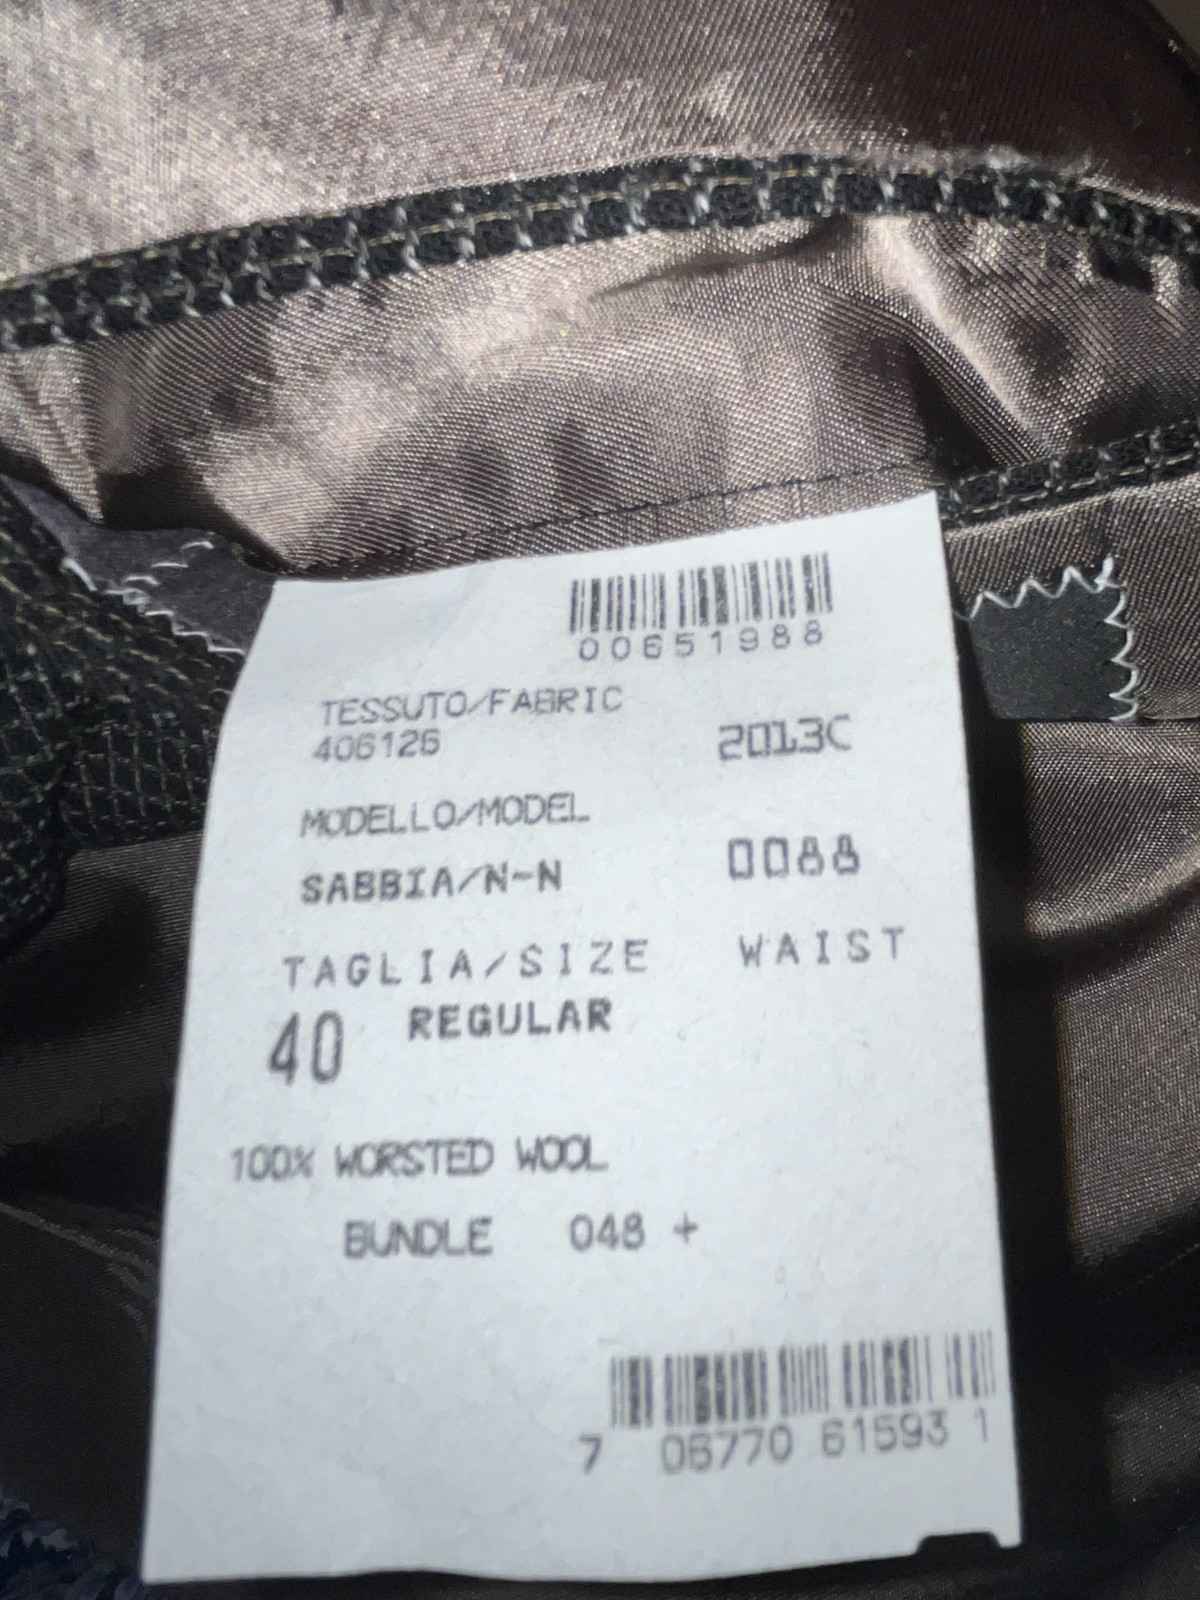 00651988
TESSUTO/FABRIC
406126 2013C
MODELLO/MODEL
SABBIA/N-N 0088
TAGLIA/SIZE WAIST
40 REGULAR
100% WORSTED WOOL
BUNDLE 048 +
7 06770 61593 1